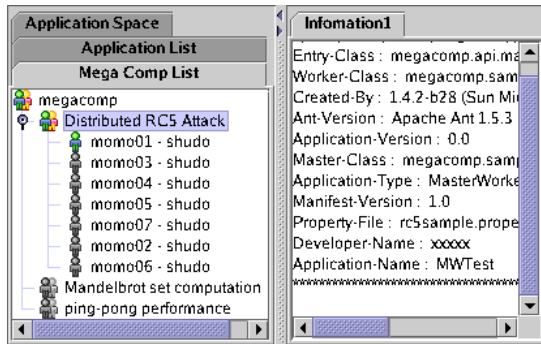 Application Space
Application List
Mega Comp List
megacomp
Distributed RC5 Attack
momo01 - shudo
momo03 - shudo
momo04 - shudo
momo05 - shudo
momo07 - shudo
momo02 - shudo
momo06 - shudo
Mandelbrot set computation
ping-pong performance
Infomation1
Entry-Class : megacomp.api.ma
Worker-Class : megacomp.sam
Created-By : 1.4.2-b28 (Sun Mi
Ant-Version : Apache Ant 1.5.3
Application-Version : 0.0
Master-Class : megacomp.samp
Application-Type : MasterWorke
Manifest-Version : 1.0
Property-File : rc5sample.prope
Developer-Name : xxxxx
Application-Name : MWTest